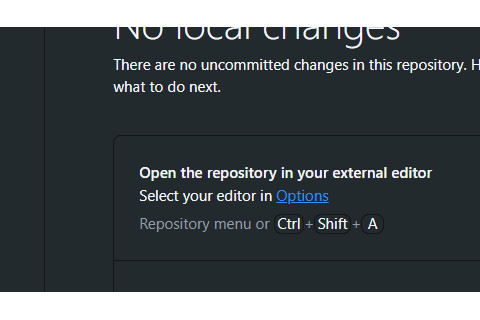 No local changes
There are no uncommitted changes in this repository. H
what to do next.
Open the repository in your external editor
Select your editor in Options
Repository menu or Ctrl + Shift + A